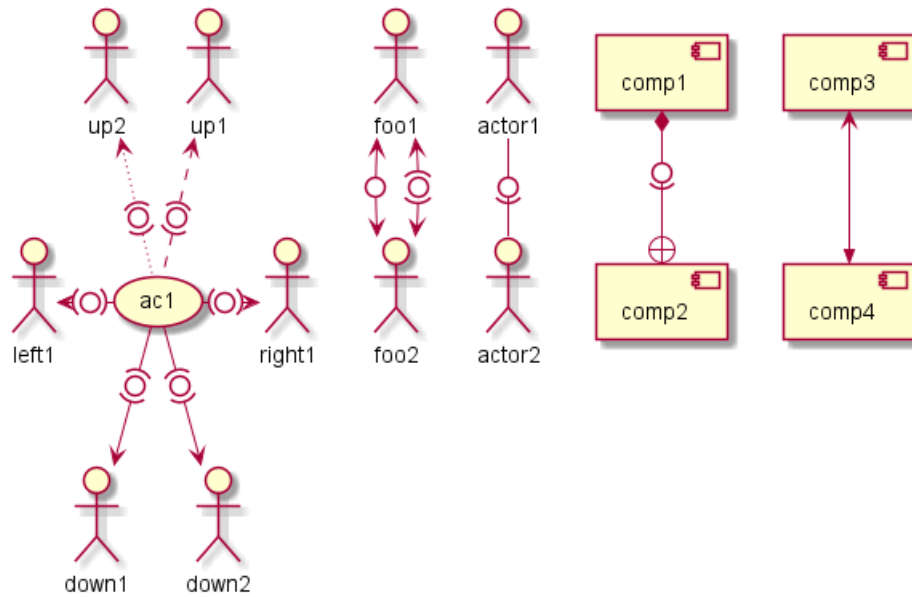 up2
up1
foo1
actor1
comp1
comp3
left1
ac1
right1
foo2
actor2
comp2
comp4
down1
down2